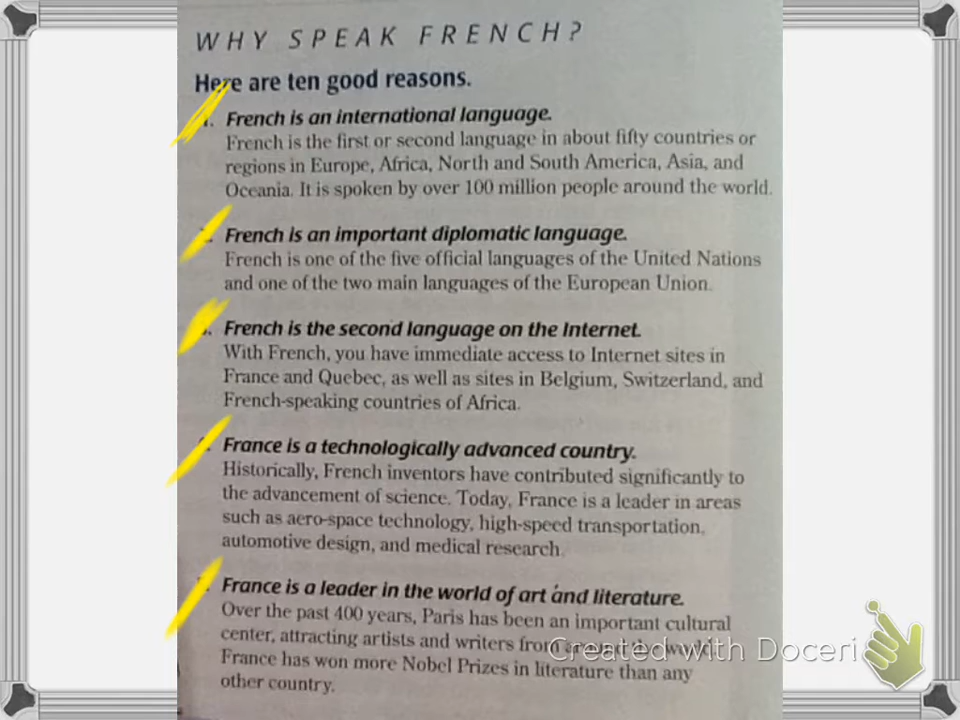 WHY SPEAK FRENCH?
Here are ten good reasons.
French is an international language.
French is the first or second language in about fifty countries or
regions in Europe, Africa, North and South America, Asia, and
Oceania. It is spoken by over 100 million people around the world.
French is an important diplomatic language.
French is one of the five official languages of the United Nations
and one of the two main languages of the European Union.
French is the second language on the Internet.
With French, you have immediate access to Internet sites in
France and Quebec, as well as sites in Belgium, Switzerland, and
French-speaking countries of Africa.
France is a technologically advanced country.
Historically, French inventors have contributed significantly to
the advancement of science. Today, France is a leader in areas
such as aero-space technology, high-speed transportation,
automotive design, and medical research.
France is a leader in the world of art and literature.
Over the past 400 years, Paris has been an important cultural
center, attracting artists and writers from
France has won more Nobel Prizes in literature than any
other country.
Created with Doceri